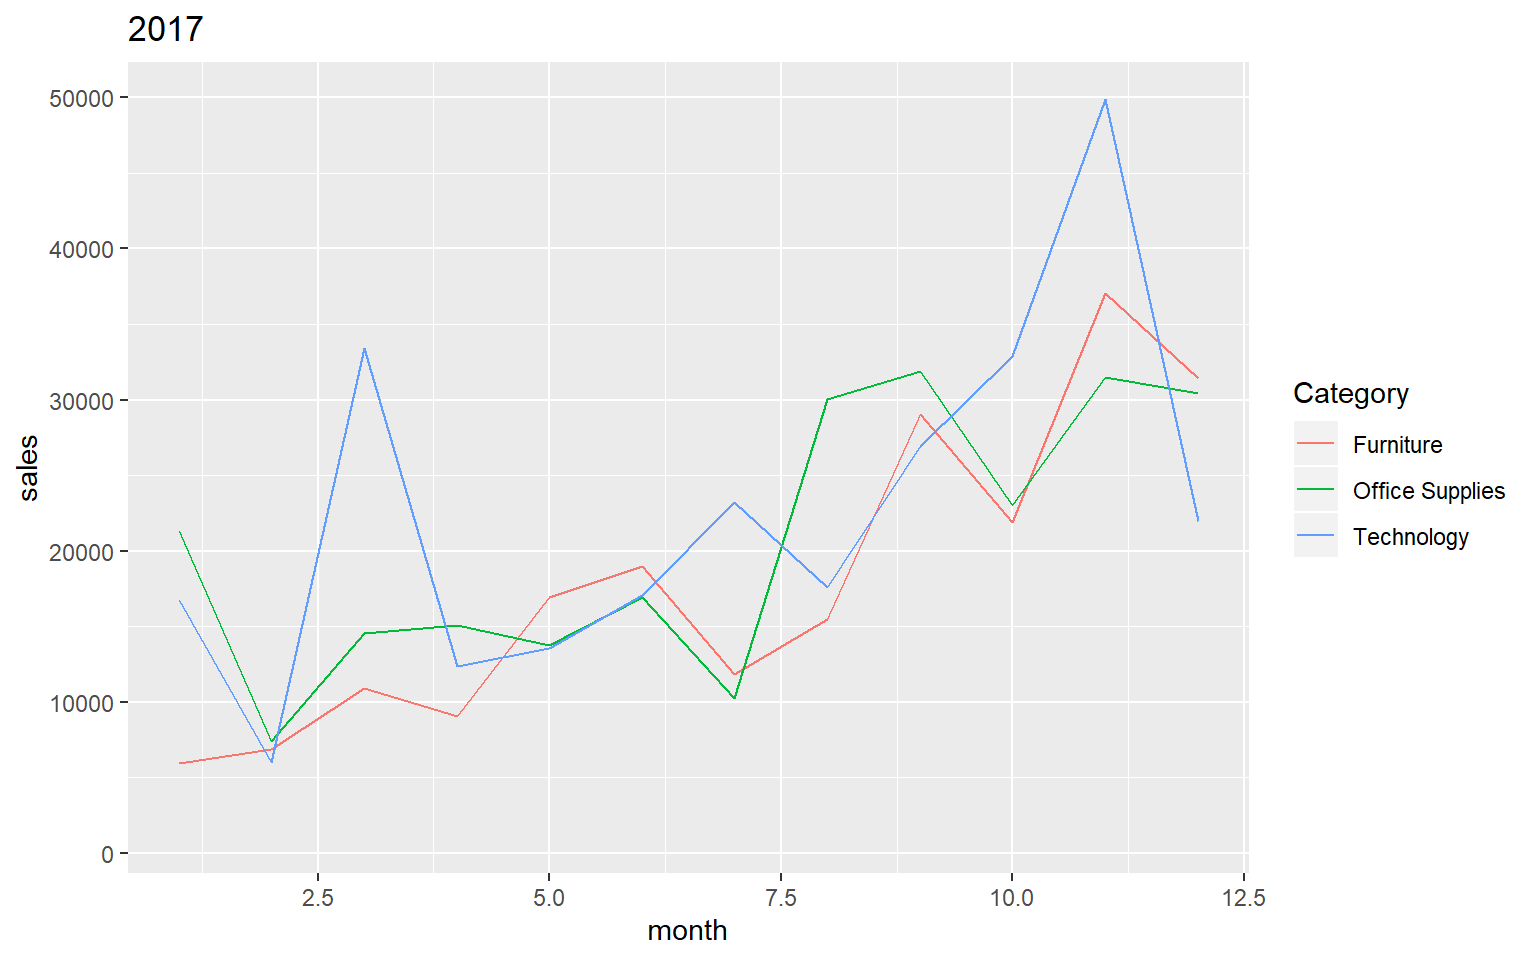 2017
50000
40000
30000
20000
10000
0
sales
2.5 5.0 7.5 10.0 12.5
month
Category
Furniture
Office Supplies
Technology